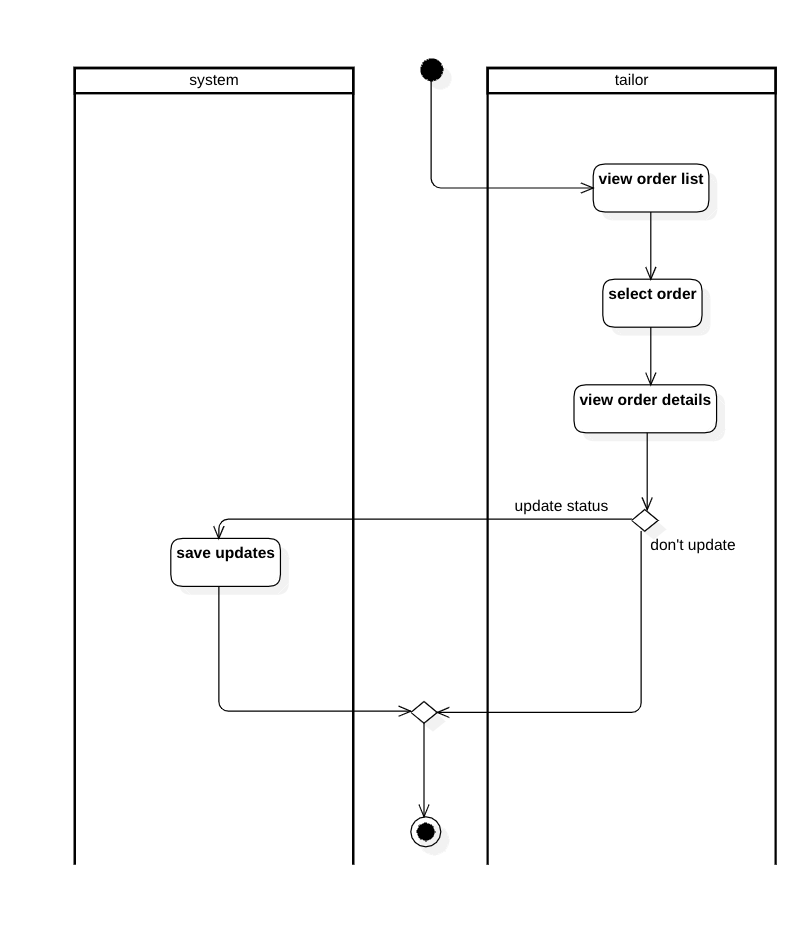 system
tailor
view order list
select order
view order details
update status
don't update
save updates